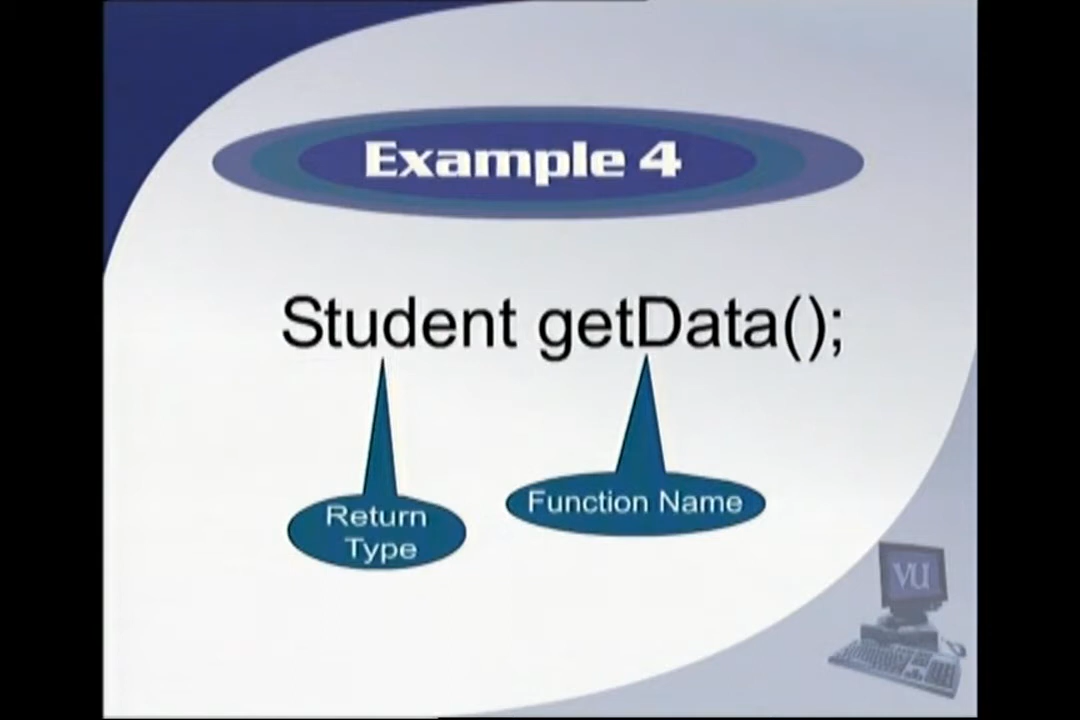 Example 4
Student getData();
Return
Type
Function Name
VU